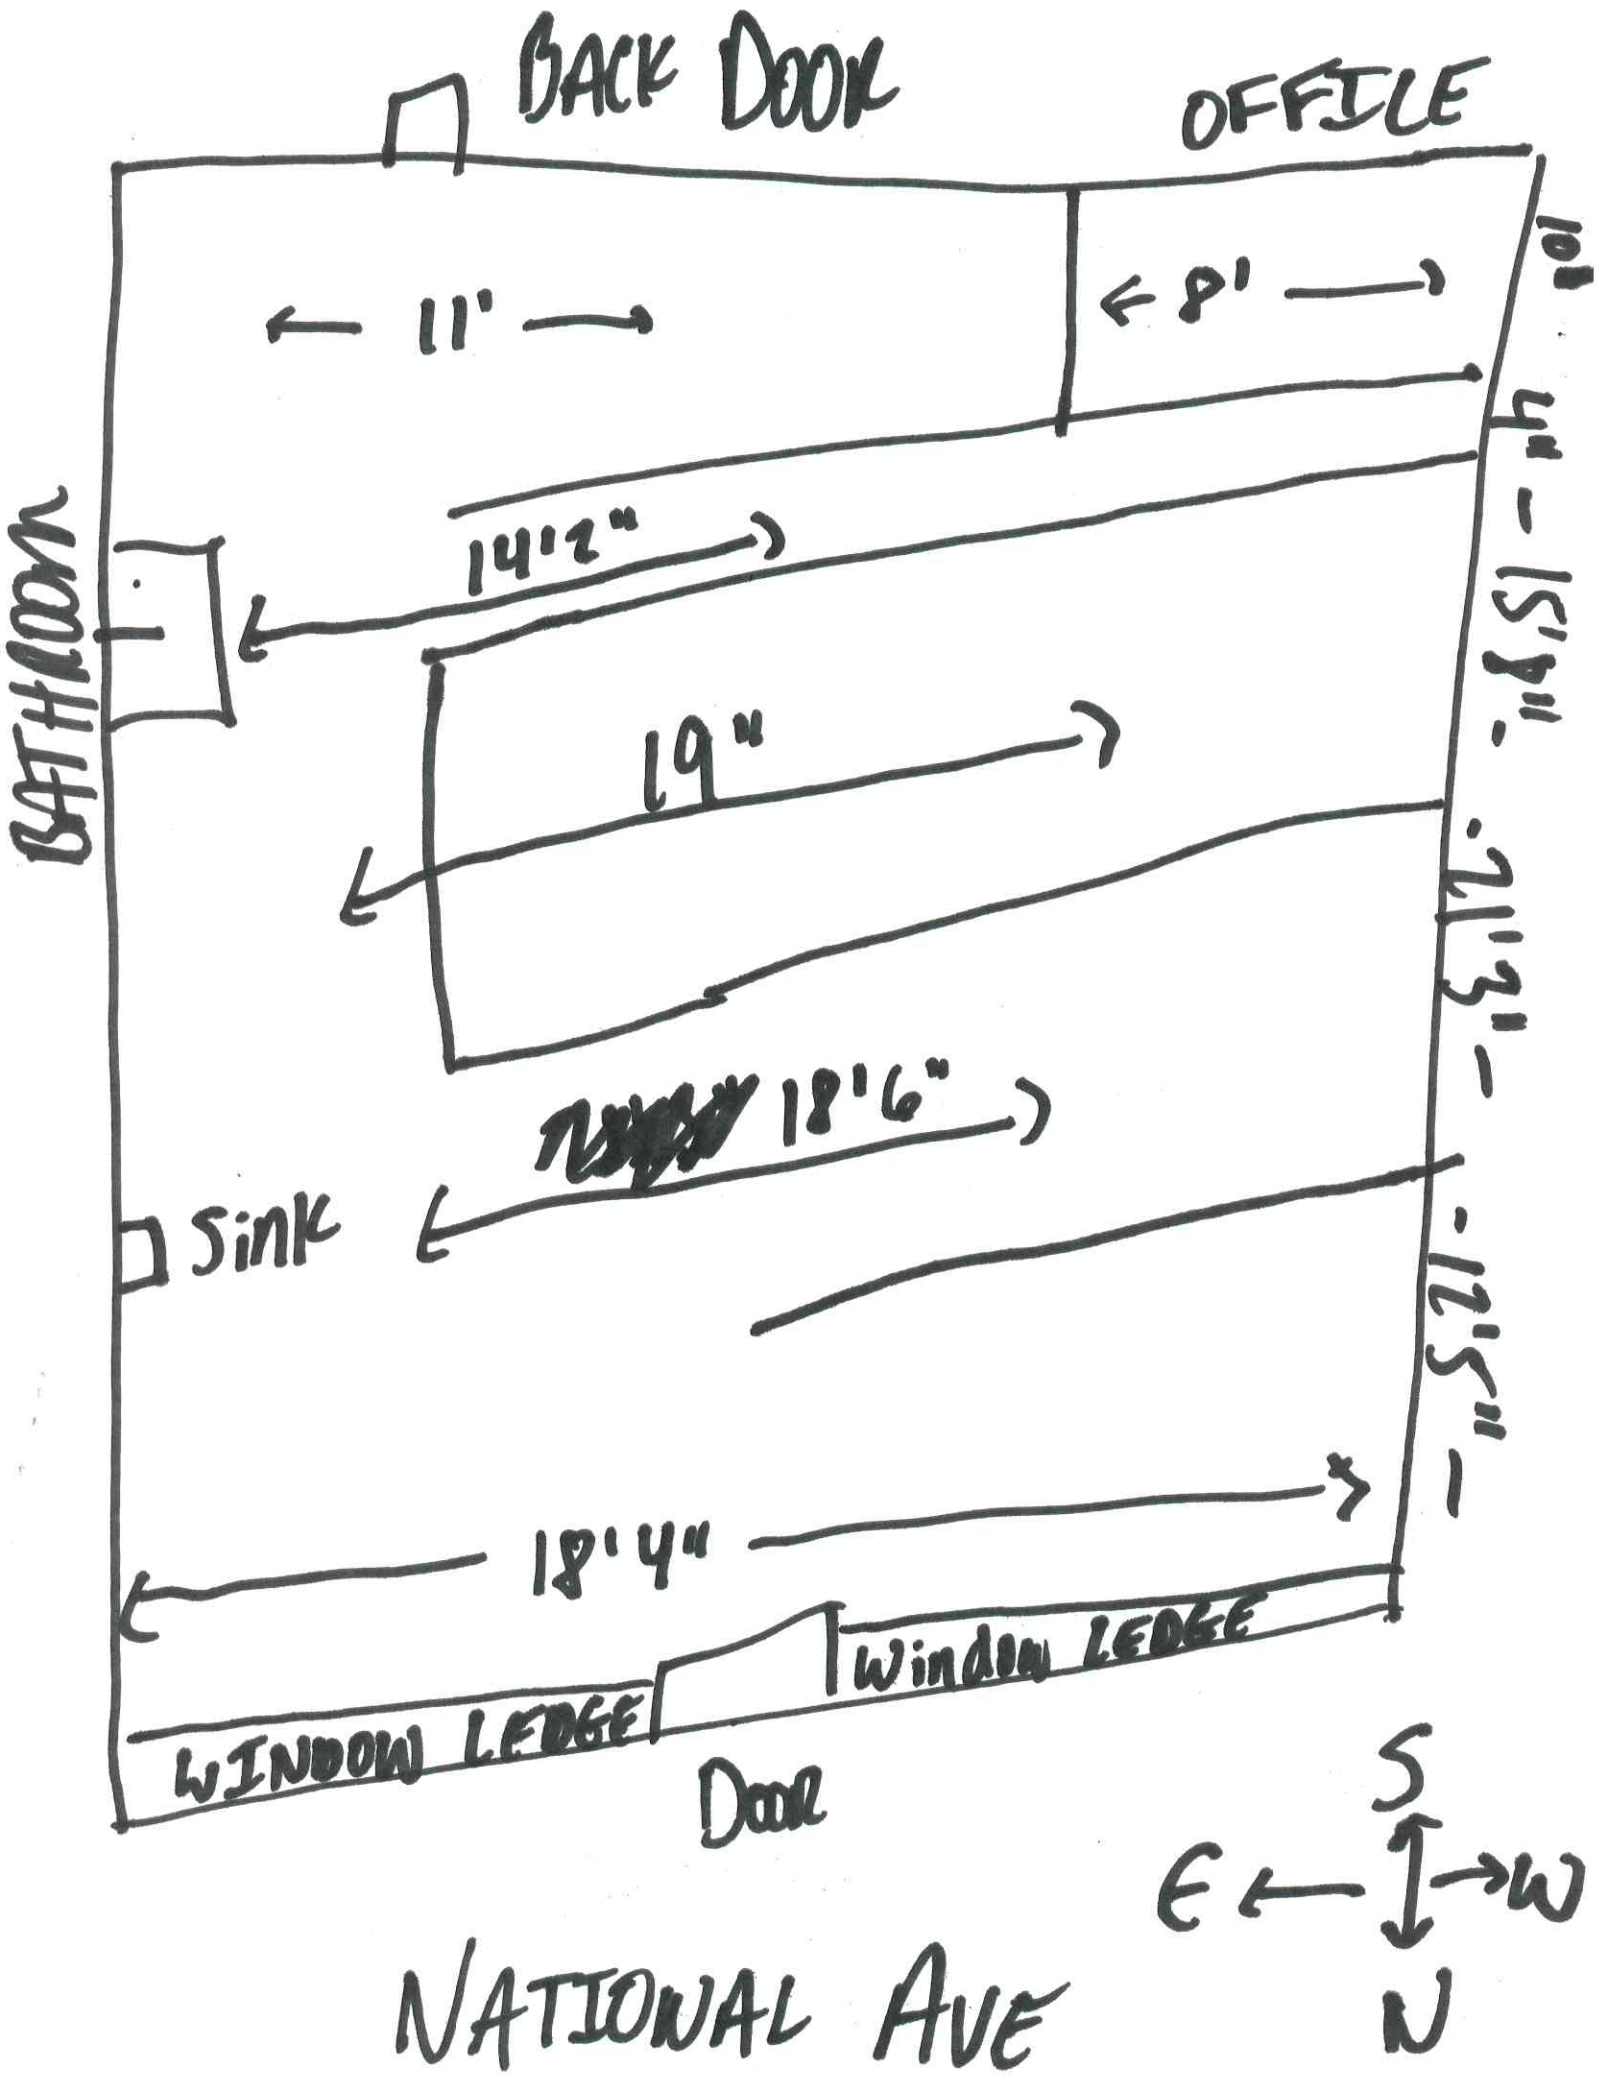 BACK DOOR
OFFICE
11'
8'
10'
4"
14'2"
BATHROOM
15'8"
19"
21'3"
18'6"
Sink
12'5"
18'4"
Window LEDGE
WINDOW LEDGE
DOOR
S
E
W
N
NATIONAL AVE